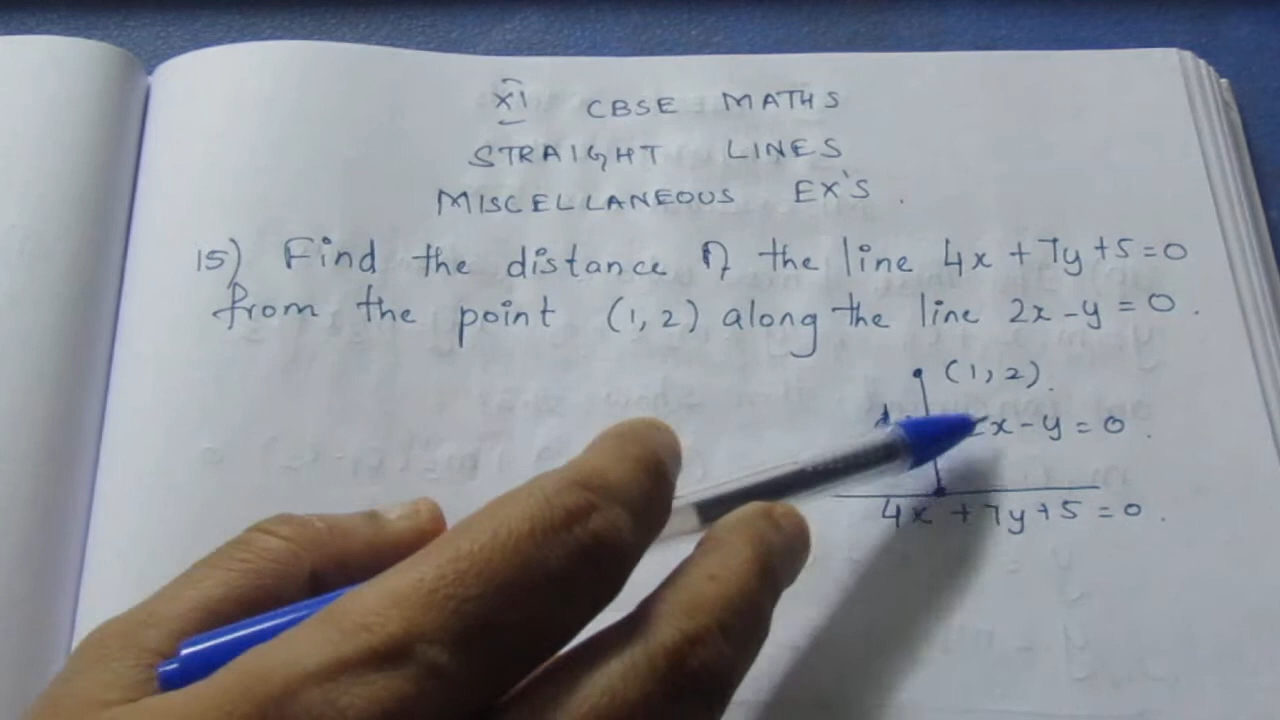 XI CBSE MATHS
STRAIGHT LINES
MISCELLANEOUS EX'S.
15) Find the distance of the line 4x + 7y + 5 = 0
from the point (1, 2) along the line 2x - y = 0.
(1, 2).
d 2x - y = 0.
4x + 7y + 5 = 0.